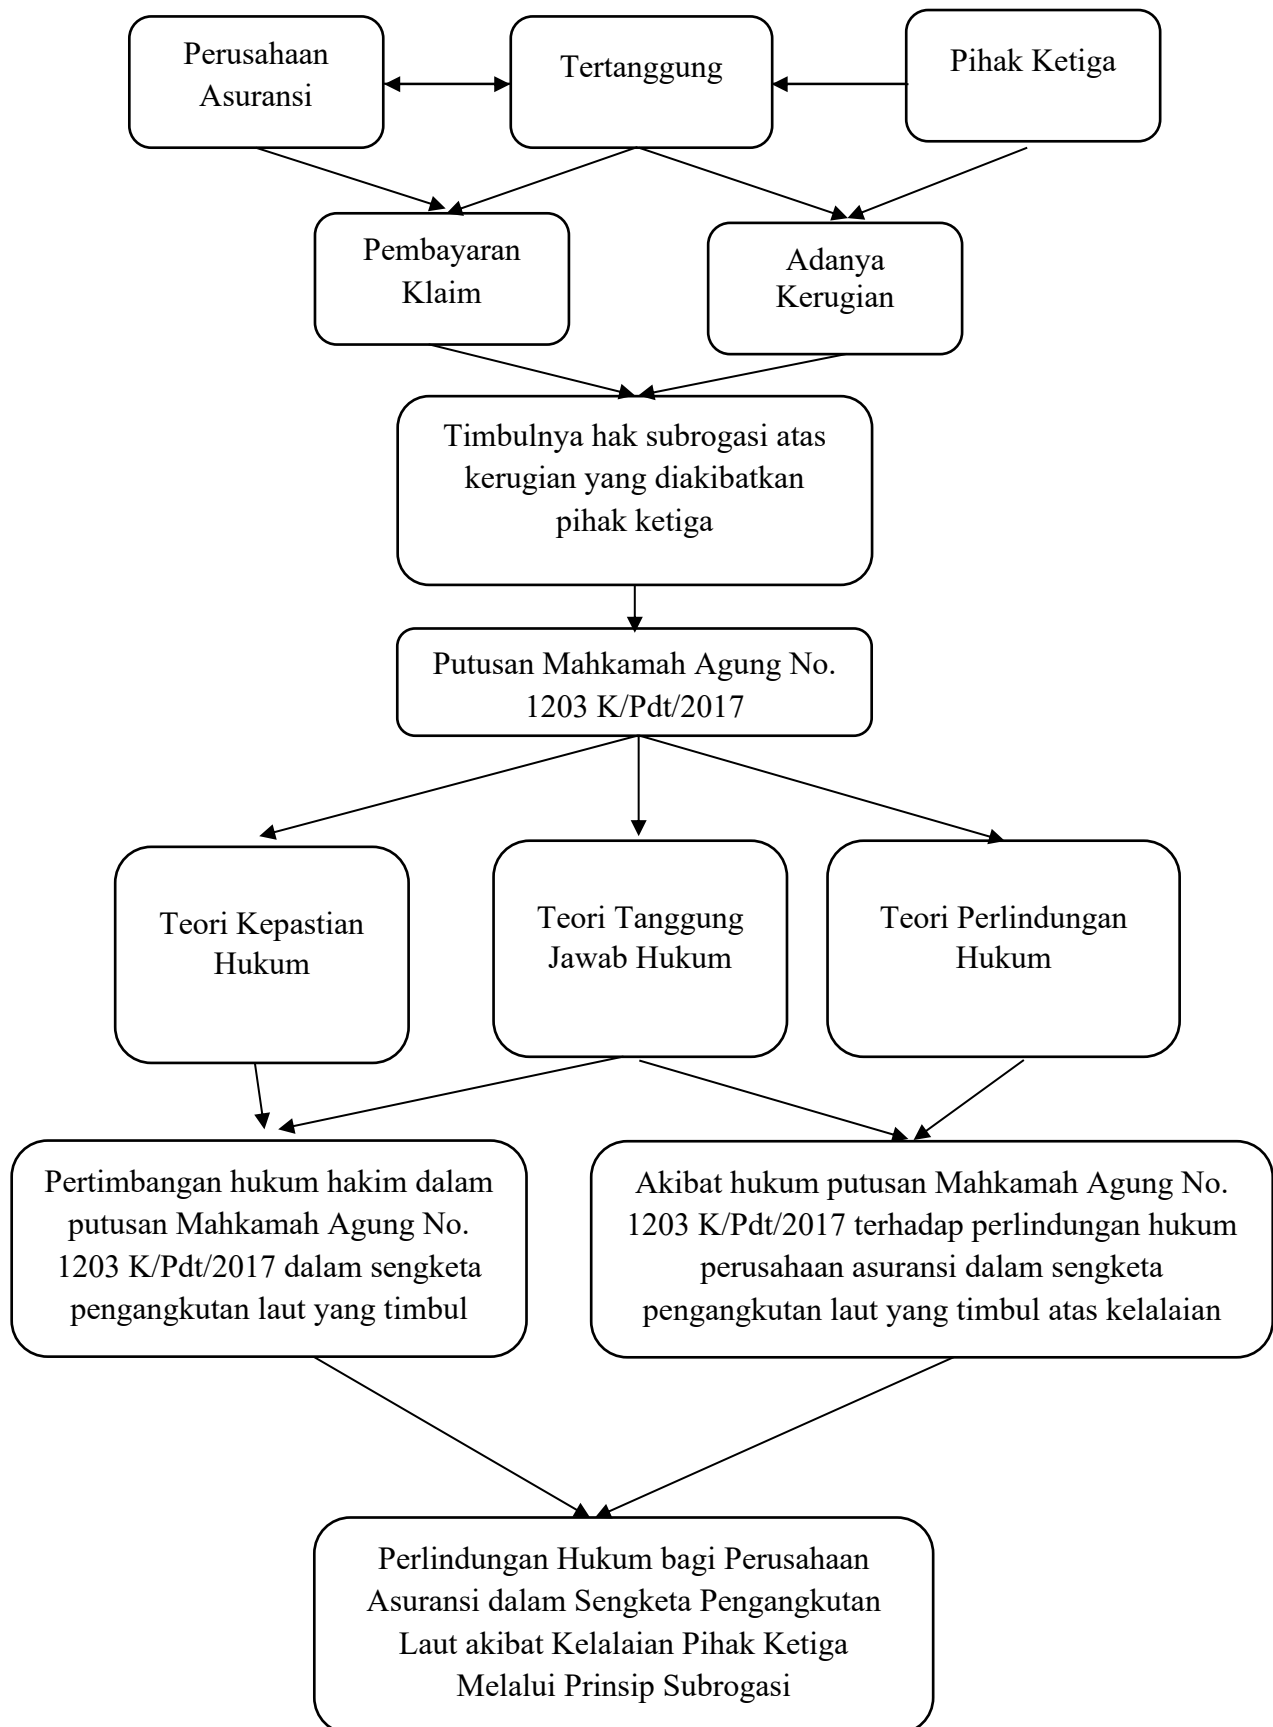 Perusahaan
Asuransi
Tertanggung
Pihak Ketiga
Pembayaran
Klaim
Adanya
Kerugian
Timbulnya hak subrogasi atas
kerugian yang diakibatkan
pihak ketiga
Putusan Mahkamah Agung No.
1203 K/Pdt/2017
Teori Kepastian
Hukum
Teori Tanggung
Jawab Hukum
Teori Perlindungan
Hukum
Pertimbangan hukum hakim dalam
putusan Mahkamah Agung No.
1203 K/Pdt/2017 dalam sengketa
pengangkutan laut yang timbul
Akibat hukum putusan Mahkamah Agung No.
1203 K/Pdt/2017 terhadap perlindungan hukum
perusahaan asuransi dalam sengketa
pengangkutan laut yang timbul atas kelalaian
Perlindungan Hukum bagi Perusahaan
Asuransi dalam Sengketa Pengangkutan
Laut akibat Kelalaian Pihak Ketiga
Melalui Prinsip Subrogasi